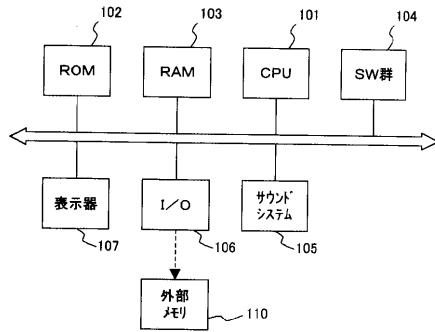 102
103
101
104
ROM
RAM
CPU
SW群
表示器
I/O
サウンド
システム
107
106
105
外部
メモリ
110